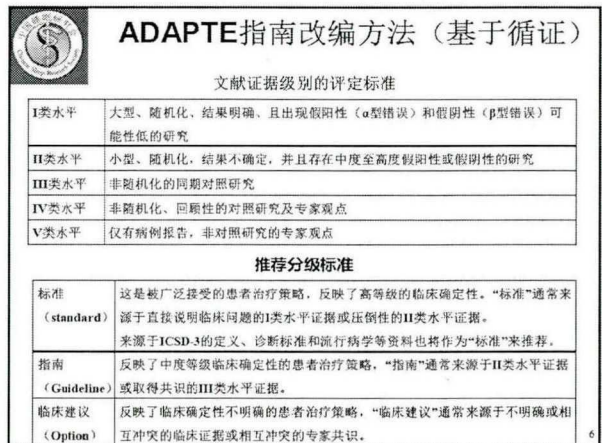 ADAPTE指南改编方法（基于循证）
文献证据级别的评定标准
I类水平 大型、随机化、结果明确、且出现假阳性（α型错误）和假阴性（β型错误）可
能性低的研究
II类水平 小型、随机化，结果不确定，并且存在中度至高度假阳性或假阴性的研究
III类水平 非随机化的同期对照研究
IV类水平 非随机化、回顾性的对照研究及专家观点
V类水平 仅有病例报告，非对照研究的专家观点
推荐分级标准
标准 这是被广泛接受的患者治疗策略，反映了高等级的临床确定性。“标准”通常来
（standard） 源于直接说明临床问题的I类水平证据或压倒性的II类水平证据。
来源于ICSD-3的定义、诊断标准和流行病学等资料也将作为“标准”来推荐。
指南 反映了中度等级临床确定性的患者治疗策略，“指南”通常来源于II类水平证据
（Guideline） 或取得共识的III类水平证据。
临床建议 反映了临床确定性不明确的患者治疗策略，“临床建议”通常来源于不明确或相
（Option） 互冲突的临床证据或相互冲突的专家共识。
6